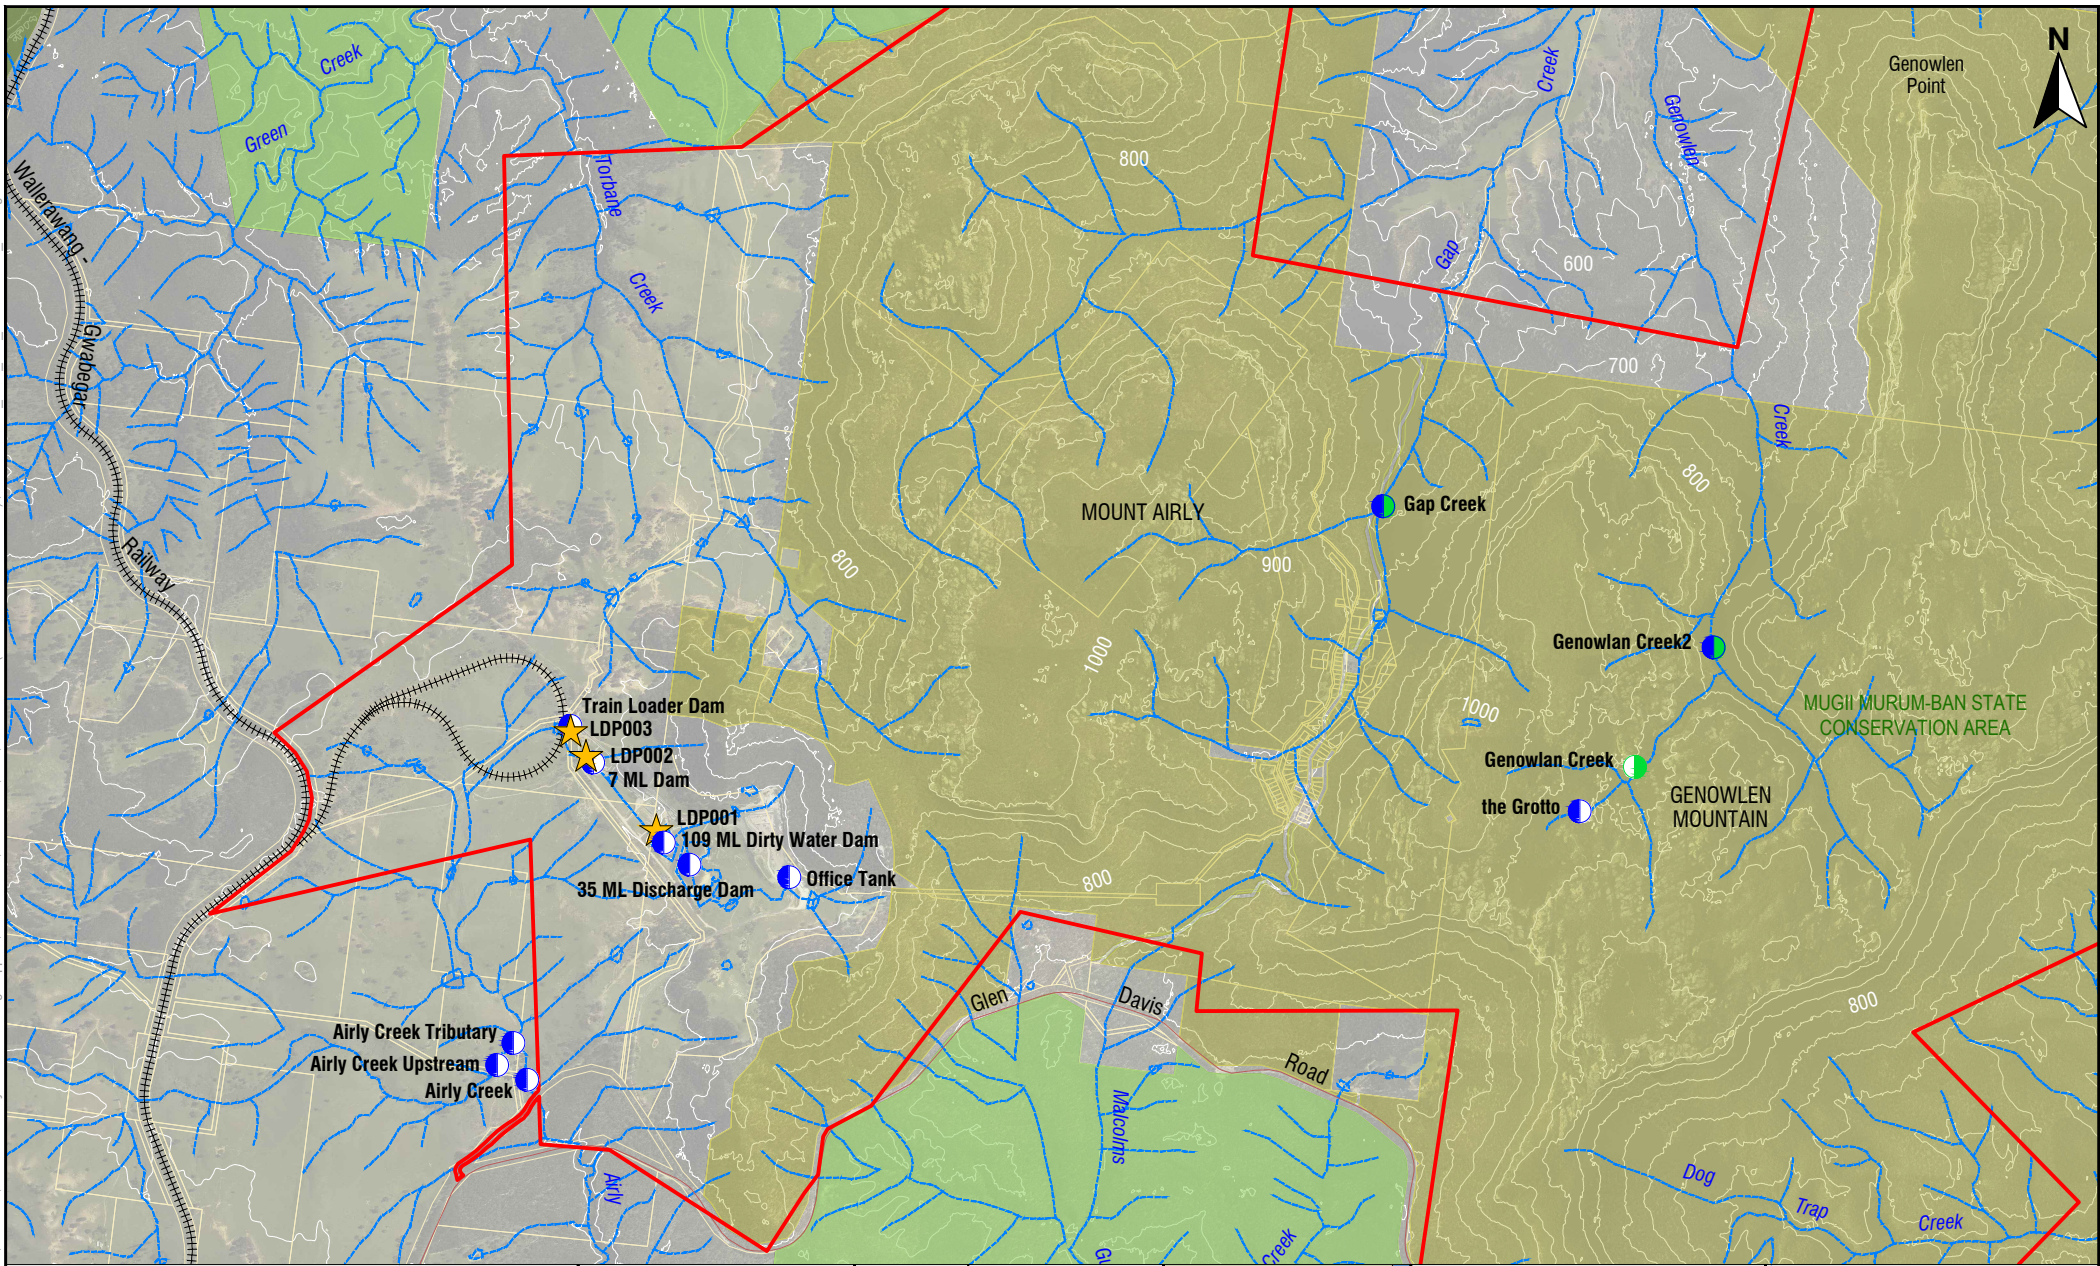 N
Genowlen
Point
Creek
Green
Creek
Genowlen
Torbane
Creek
Gap
800
600
Wallerawang -
Gwabegar
Railway
700
Creek
800
Gap Creek
MOUNT AIRLY
900
800
1000
Genowlan Creek2
MUGII MURUM-BAN STATE
CONSERVATION AREA
1000
Train Loader Dam
LDP003
LDP002
7 ML Dam
Genowlan Creek
the Grotto
GENOWLEN
MOUNTAIN
LDP001
109 ML Dirty Water Dam
35 ML Discharge Dam
Office Tank
800
Glen
Davis
Road
800
Airly Creek Tributary
Airly Creek Upstream
Airly Creek
Malcolms
Airly
Dog
Trap
Creek
Creek